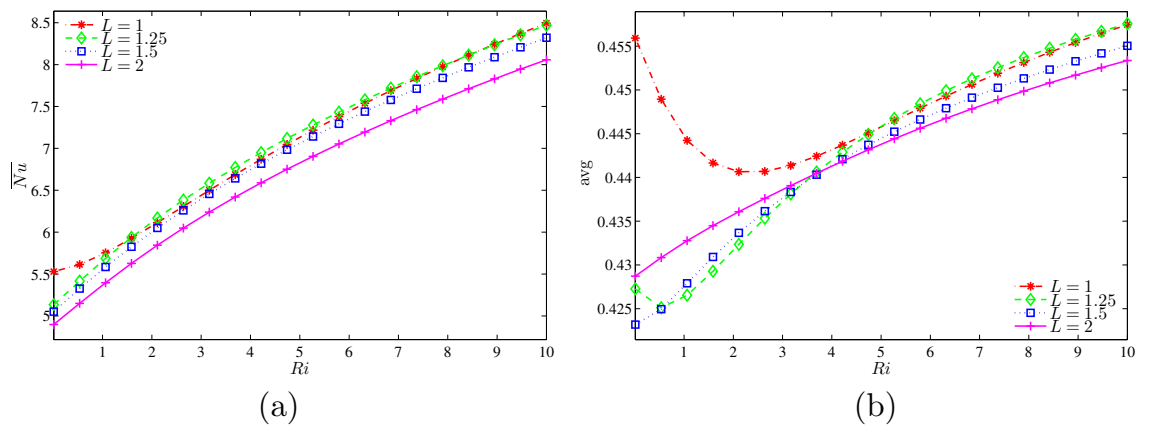 8.5
8
7.5
7
6.5
6
5.5
5
Nu
L = 1
L = 1.25
L = 1.5
L = 2
1 2 3 4 5 6 7 8 9 10
Ri
(a)
0.455
0.45
0.445
0.44
0.435
0.43
0.425
avg
L = 1
L = 1.25
L = 1.5
L = 2
1 2 3 4 5 6 7 8 9 10
Ri
(b)